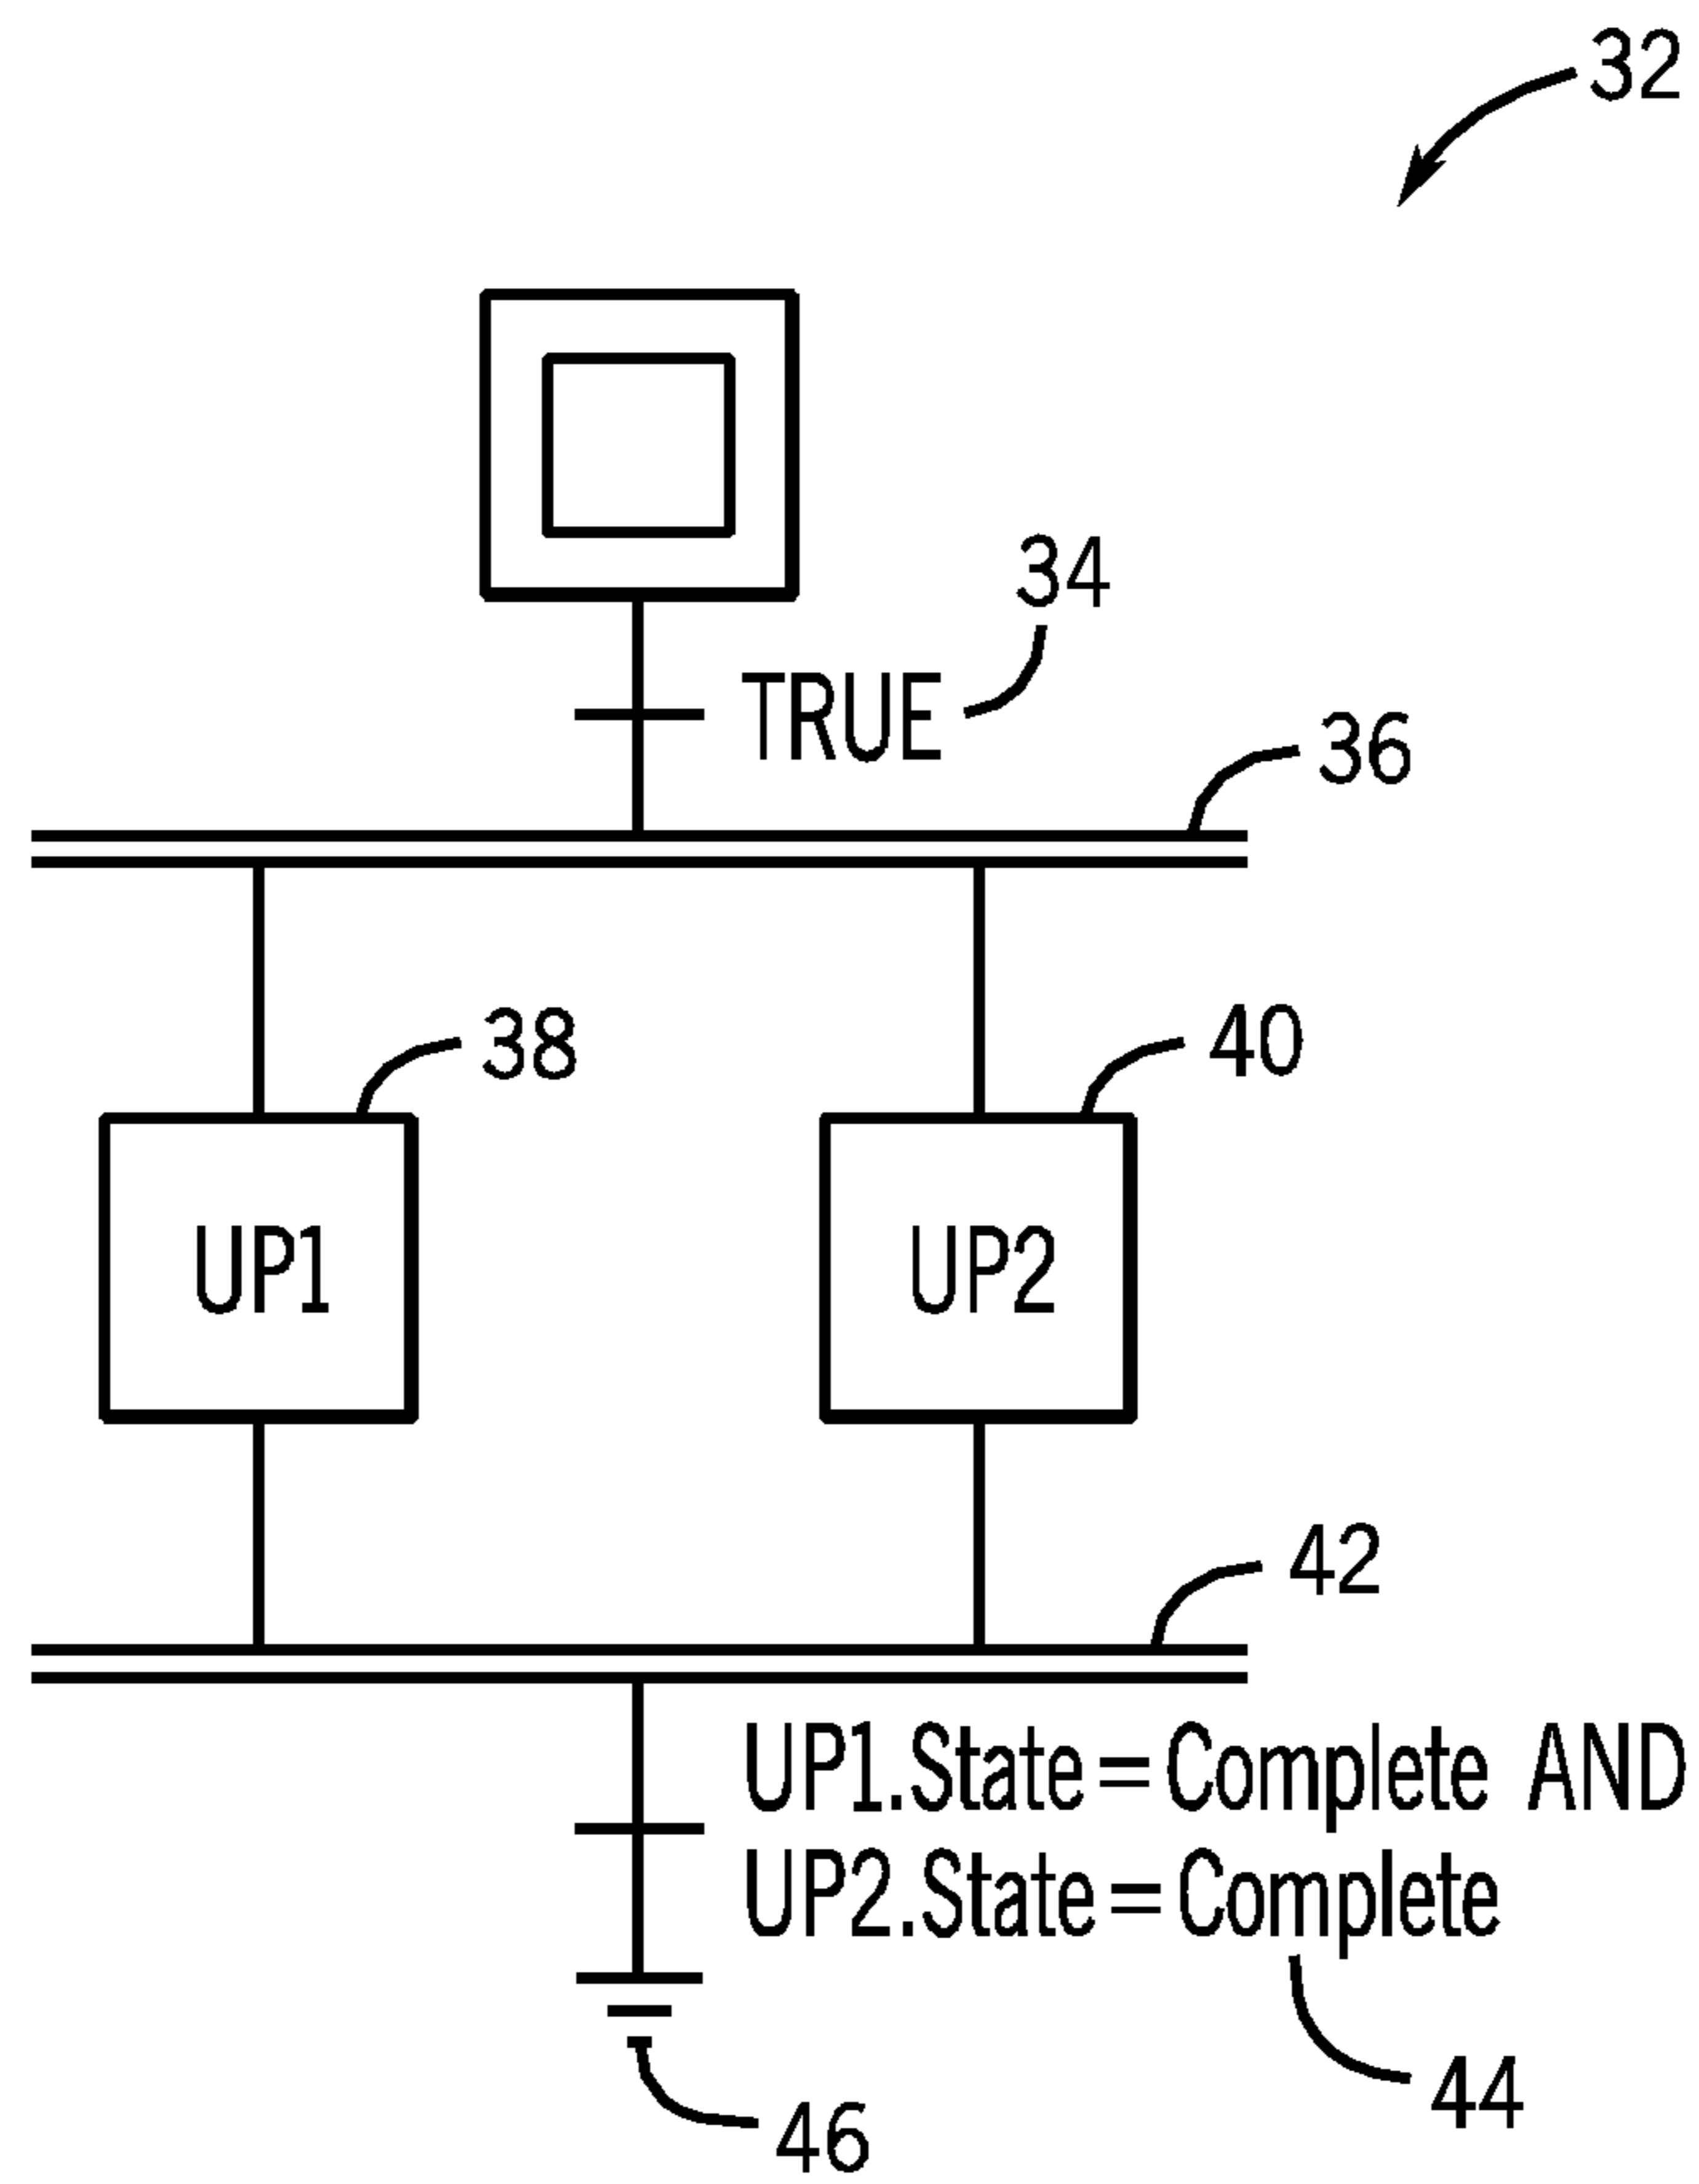 32
34
TRUE
36
38
40
UP1
UP2
42
UP1.State=Complete AND
UP2.State=Complete
44
46